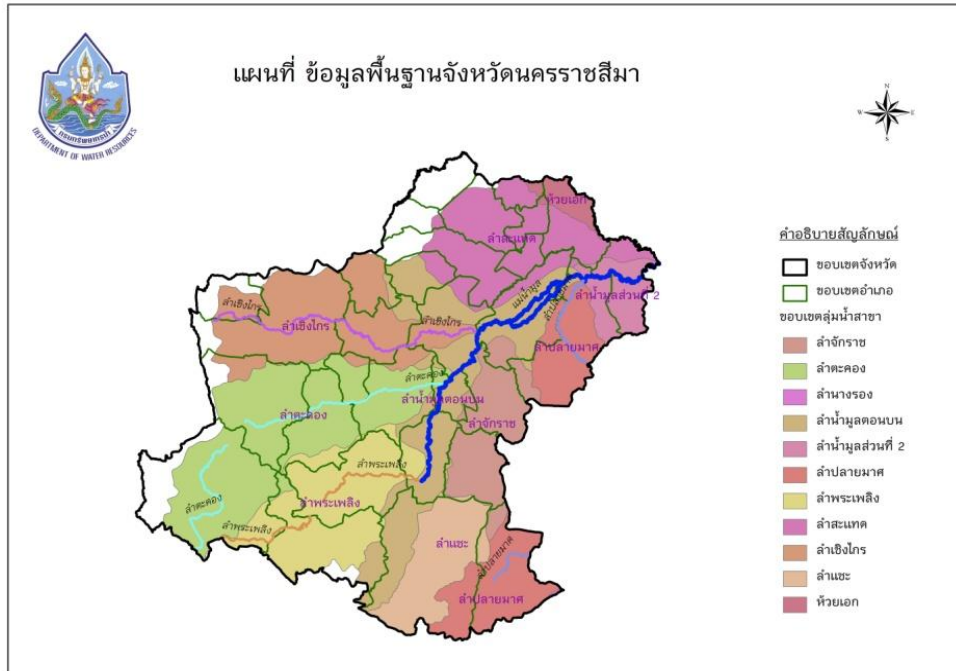 แผนที่ ข้อมูลพื้นฐานจังหวัดนครราชสีมา
กรมทรัพยากรน้ำ
DEPARTMENT OF WATER RESOURCES
N
W
E
S
ห้วยเอก
ลำสะแทด
แม่น้ำมูล
ลำน้ำมูลส่วนที่ 2
ลำเชิงไกร
ลำเชิงไกร
ลำเชิงไกร
ลำปลายมาศ
ลำตะคอง
ลำน้ำมูลตอนบน
ลำตะคอง
ลำจักราช
ลำพระเพลิง
ลำตะคอง
ลำพระเพลิง
ลำพระเพลิง
ลำแชะ
ลำปลายมาศ
ลำปลายมาศ
คำอธิบายสัญลักษณ์
ขอบเขตจังหวัด
ขอบเขตอำเภอ
ขอบเขตลุ่มน้ำสาขา
ลำจักราช
ลำตะคอง
ลำนางรอง
ลำน้ำมูลตอนบน
ลำน้ำมูลส่วนที่ 2
ลำปลายมาศ
ลำพระเพลิง
ลำสะแทด
ลำเชิงไกร
ลำแชะ
ห้วยเอก